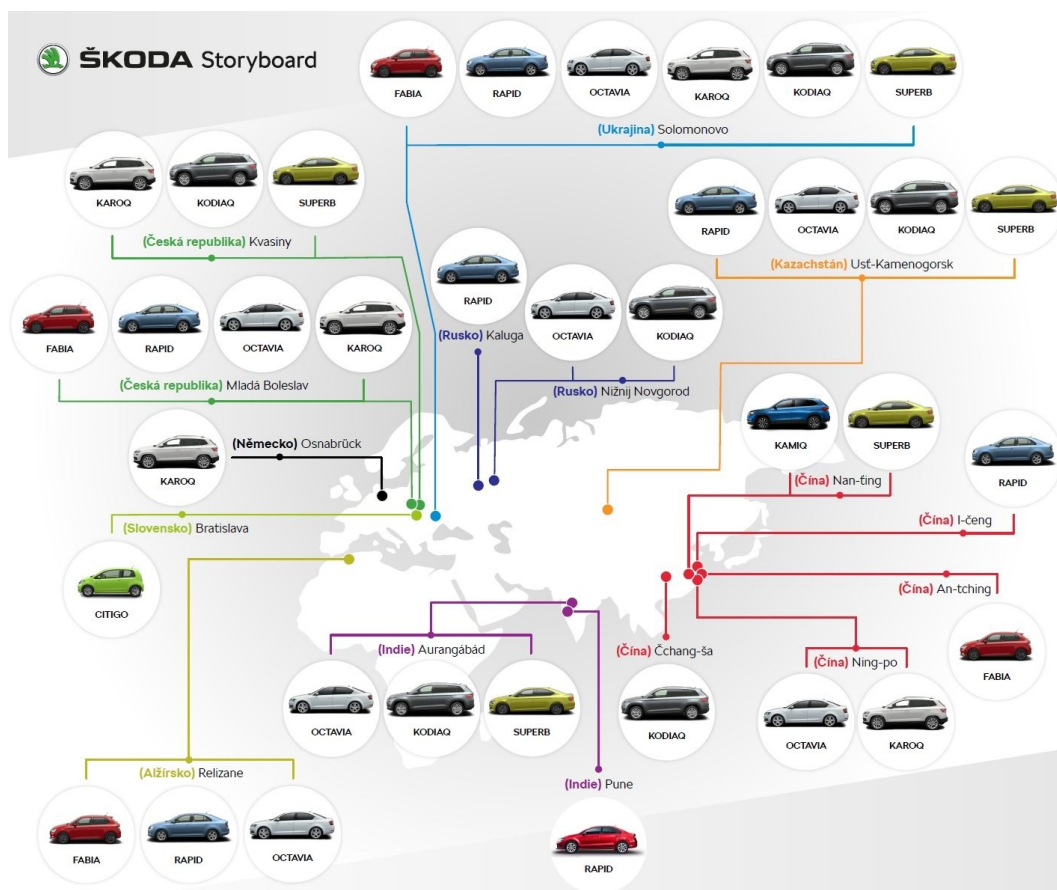 ŠKODA Storyboard
FABIA RAPID OCTAVIA KAROQ KODIAQ SUPERB
(Ukrajina) Solomonovo
KAROQ KODIAQ SUPERB
(Česká republika) Kvasiny
RAPID OCTAVIA KODIAQ SUPERB
(Kazachstán) Usť-Kamenogorsk
RAPID
(Rusko) Kaluga
OCTAVIA KODIAQ
(Rusko) Nižnij Novgorod
FABIA RAPID OCTAVIA KAROQ
(Česká republika) Mladá Boleslav
KAROQ
(Německo) Osnabrück
KAMIQ SUPERB
(Čína) Nan-ťing
RAPID
(Čína) I-čeng
(Slovensko) Bratislava
CITIGO
(Čína) An-tching
FABIA
(Indie) Aurangábád
OCTAVIA KODIAQ SUPERB
(Čína) Čchang-ša
KODIAQ
(Čína) Ning-po
OCTAVIA KAROQ
(Alžírsko) Relizane
FABIA RAPID OCTAVIA
(Indie) Pune
RAPID